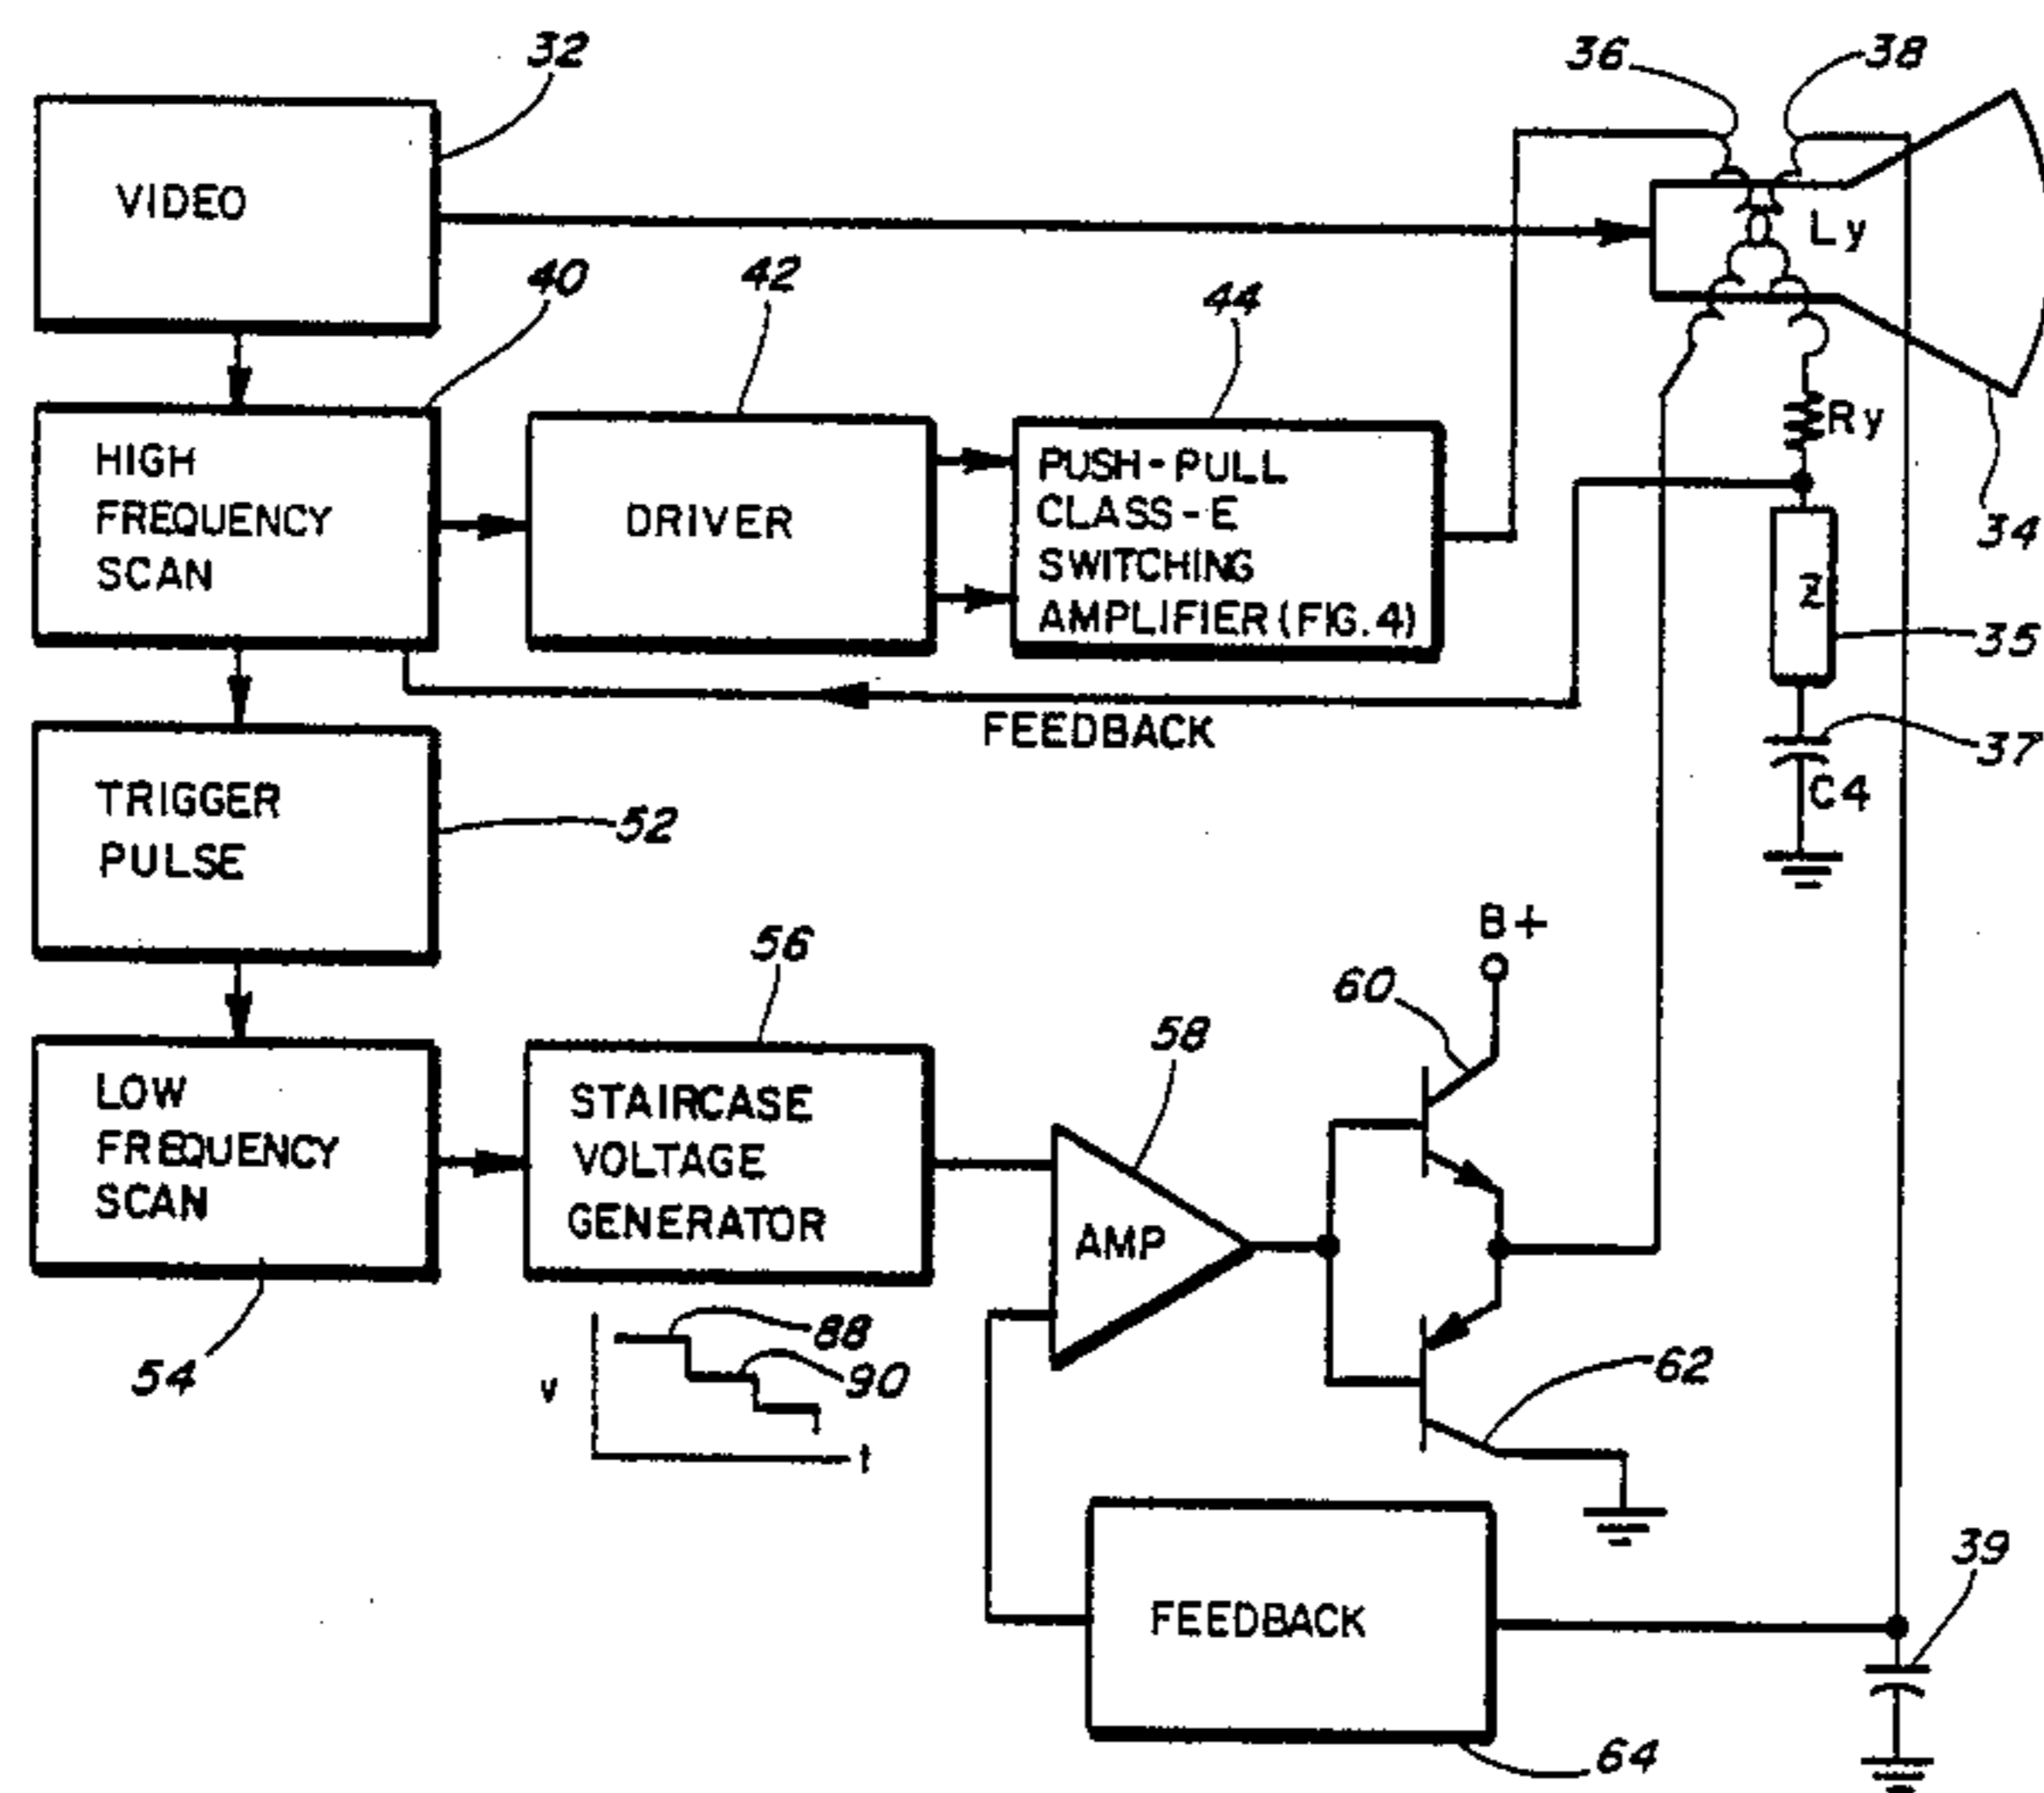 32
36
38
VIDEO
Ly
40
42
44
HIGH
FREQUENCY
SCAN
DRIVER
PUSH-PULL
CLASS-E
SWITCHING
AMPLIFIER (FIG. 4)
Ry
34
Z
35
FEEDBACK
37
C4
TRIGGER
PULSE
52
56
B+
60
58
LOW
FREQUENCY
SCAN
STAIRCASE
VOLTAGE
GENERATOR
AMP
54
88
90
v
t
62
FEEDBACK
39
64